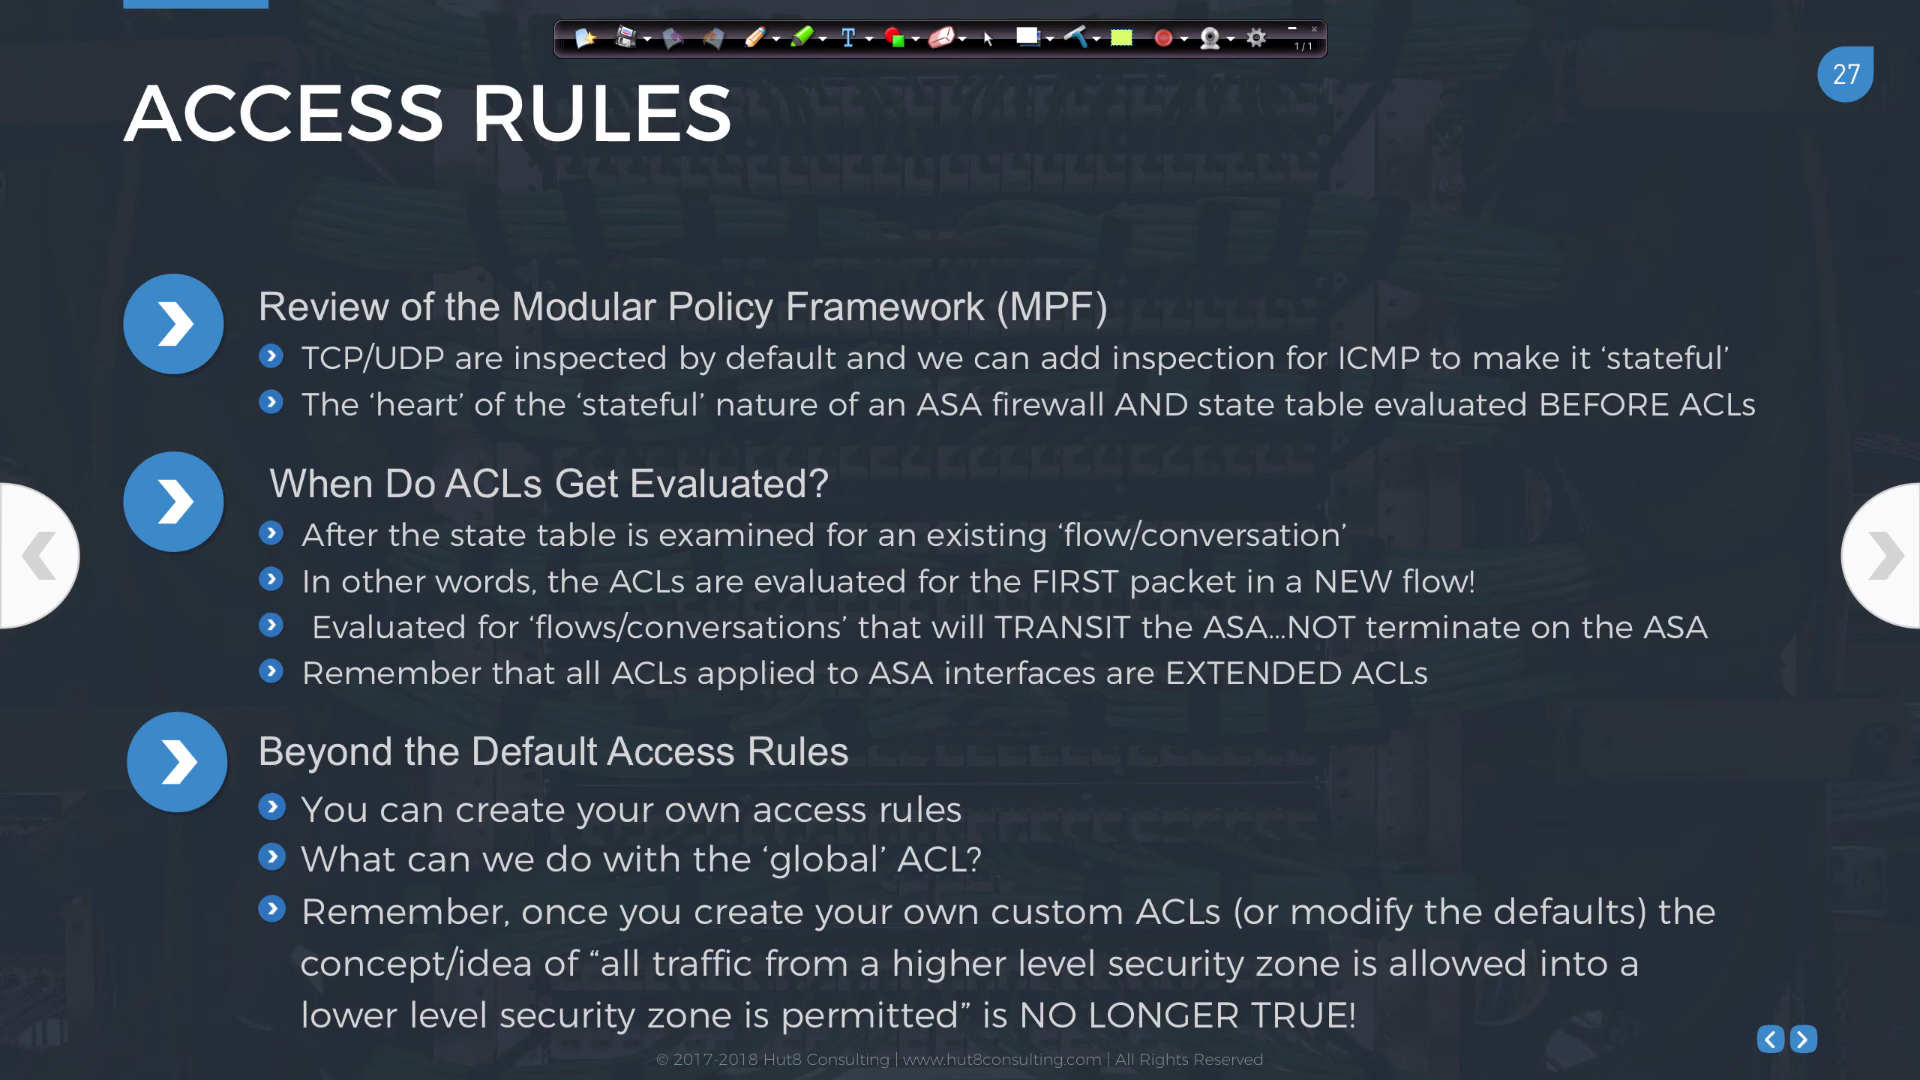 1/1
27
ACCESS RULES
Review of the Modular Policy Framework (MPF)
TCP/UDP are inspected by default and we can add inspection for ICMP to make it ‘stateful’
The ‘heart’ of the ‘stateful’ nature of an ASA firewall AND state table evaluated BEFORE ACLs
When Do ACLs Get Evaluated?
After the state table is examined for an existing ‘flow/conversation’
In other words, the ACLs are evaluated for the FIRST packet in a NEW flow!
Evaluated for ‘flows/conversations’ that will TRANSIT the ASA...NOT terminate on the ASA
Remember that all ACLs applied to ASA interfaces are EXTENDED ACLs
Beyond the Default Access Rules
You can create your own access rules
What can we do with the ‘global’ ACL?
Remember, once you create your own custom ACLs (or modify the defaults) the
concept/idea of “all traffic from a higher level security zone is allowed into a
lower level security zone is permitted” is NO LONGER TRUE!
© 2017-2018 Hut8 Consulting | www.hut8consulting.com | All Rights Reserved